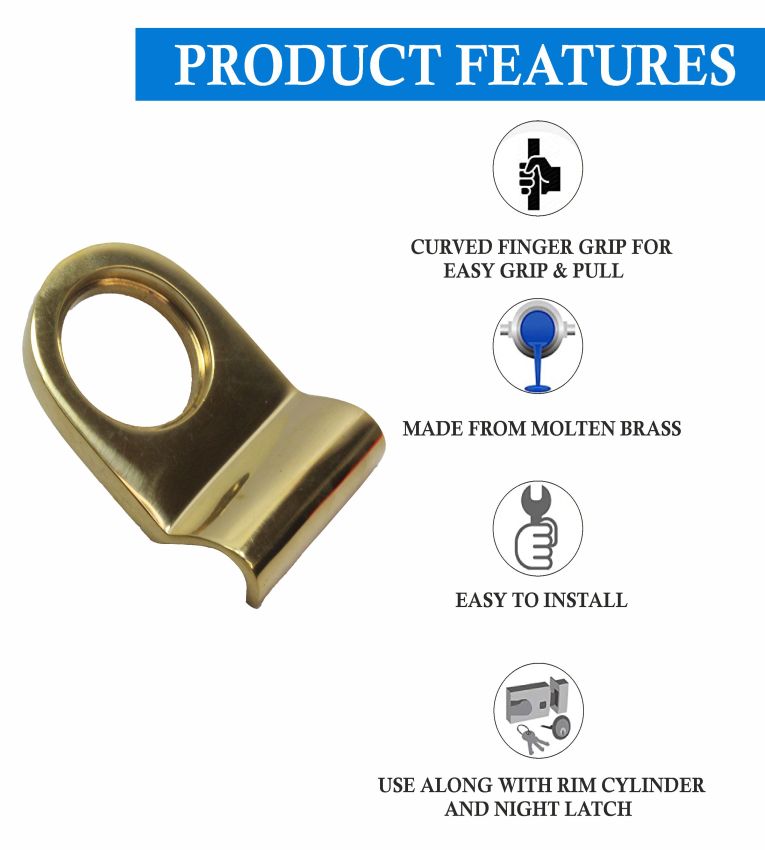 PRODUCT FEATURES
CURVED FINGER GRIP FOR
EASY GRIP & PULL
MADE FROM MOLTEN BRASS
EASY TO INSTALL
USE ALONG WITH RIM CYLINDER
AND NIGHT LATCH